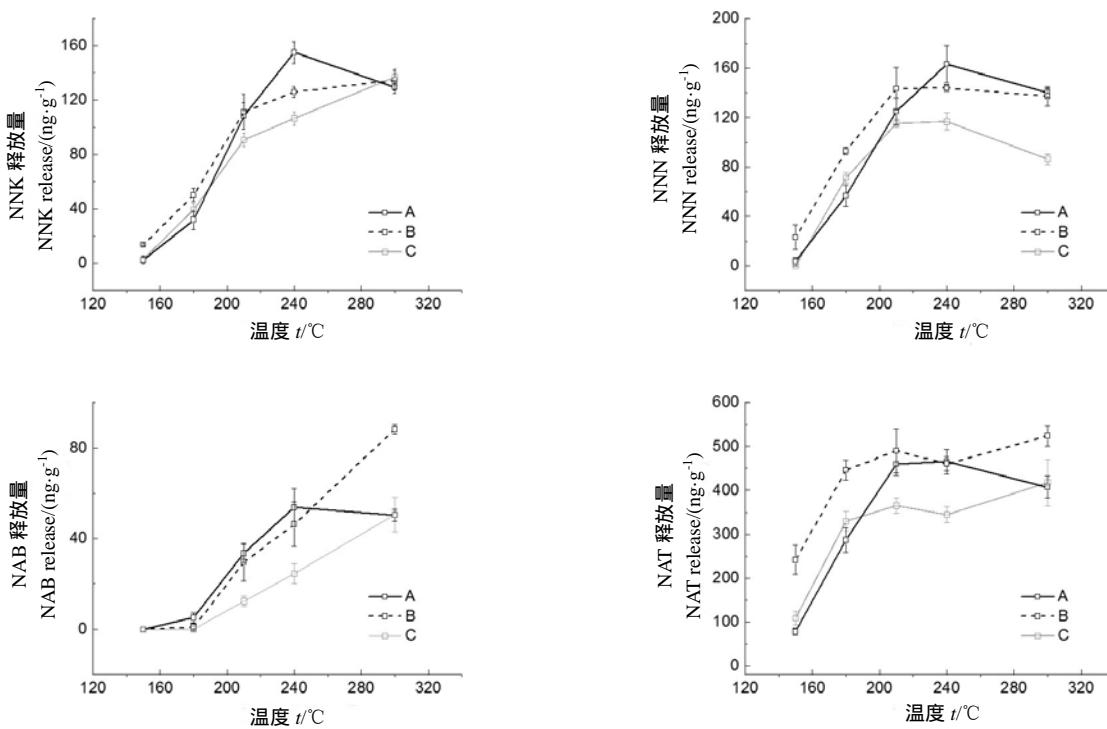 NNK 释放量
NNK release/(ng·g⁻¹)
160
120
80
40
0
A
B
C
120 160 200 240 280 320
温度 t/℃
NNN 释放量
NNN release/(ng·g⁻¹)
200
160
120
80
40
0
A
B
C
120 160 200 240 280 320
温度 t/℃
NAB 释放量
NAB release/(ng·g⁻¹)
80
40
0
A
B
C
120 160 200 240 280 320
温度 t/℃
NAT 释放量
NAT release/(ng·g⁻¹)
600
500
400
300
200
100
0
A
B
C
120 160 200 240 280 320
温度 t/℃